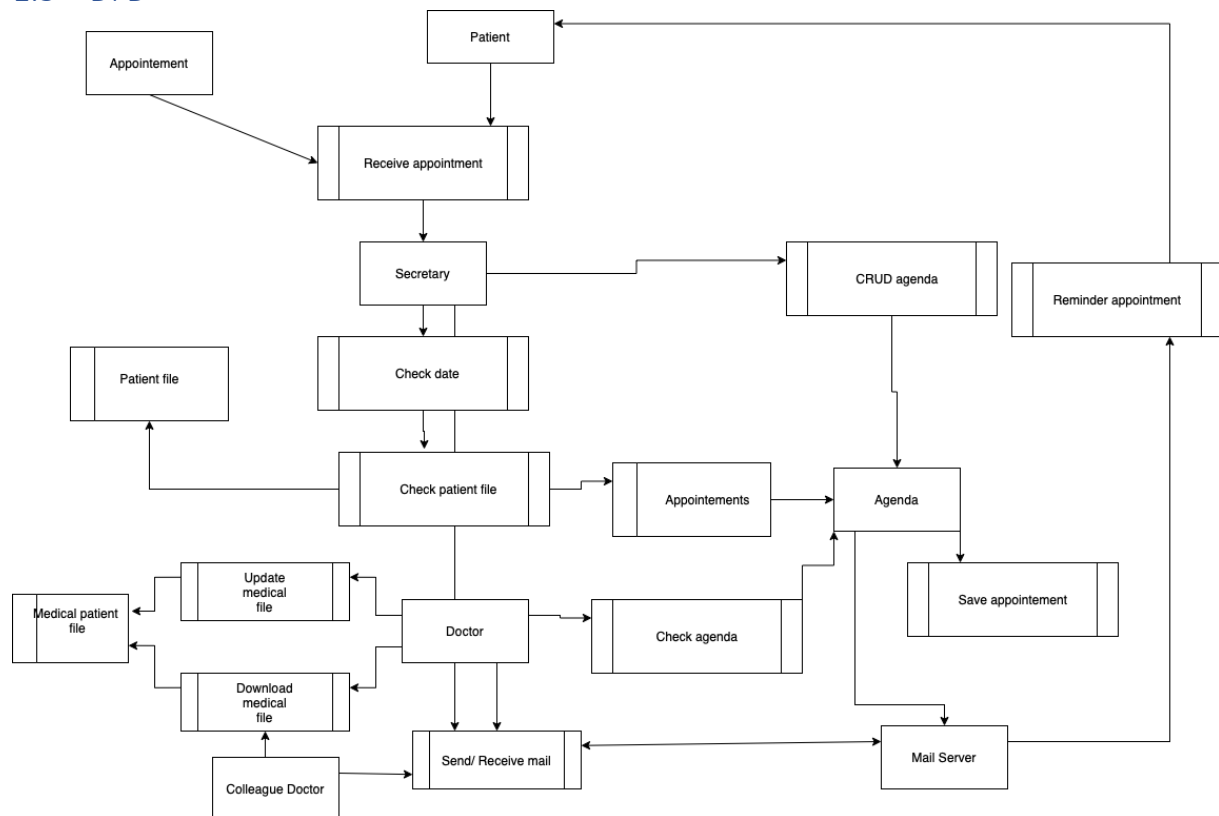 Patient
Appointement
Receive appointment
Secretary
CRUD agenda
Reminder appointment
Check date
Patient file
Check patient file
Appointements
Agenda
Update
medical
file
Save appointement
Medical patient
file
Doctor
Check agenda
Download
medical
file
Send/ Receive mail
Mail Server
Colleague Doctor